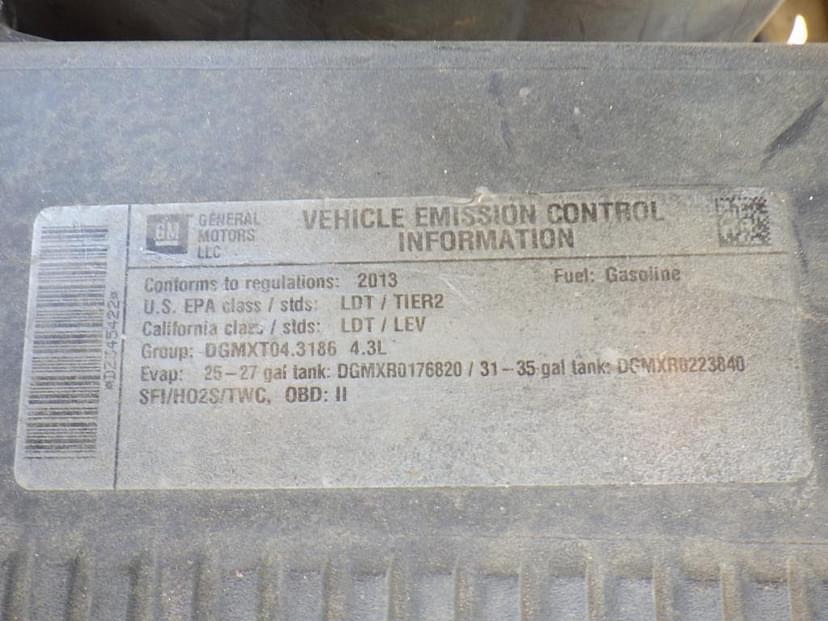 GM
GENERAL
MOTORS
LLC
VEHICLE EMISSION CONTROL
INFORMATION
*D2345422*
Conforms to regulations: 2013
Fuel: Gasoline
U.S. EPA class / stds: LDT / TIER2
California class / stds: LDT / LEV
Group: DGMXT04.3186 4.3L
Evap: 25-27 gal tank: DGMXR0176820 / 31-35 gal tank: DGMXR0223840
SFI/HO2S/TWC, OBD: II